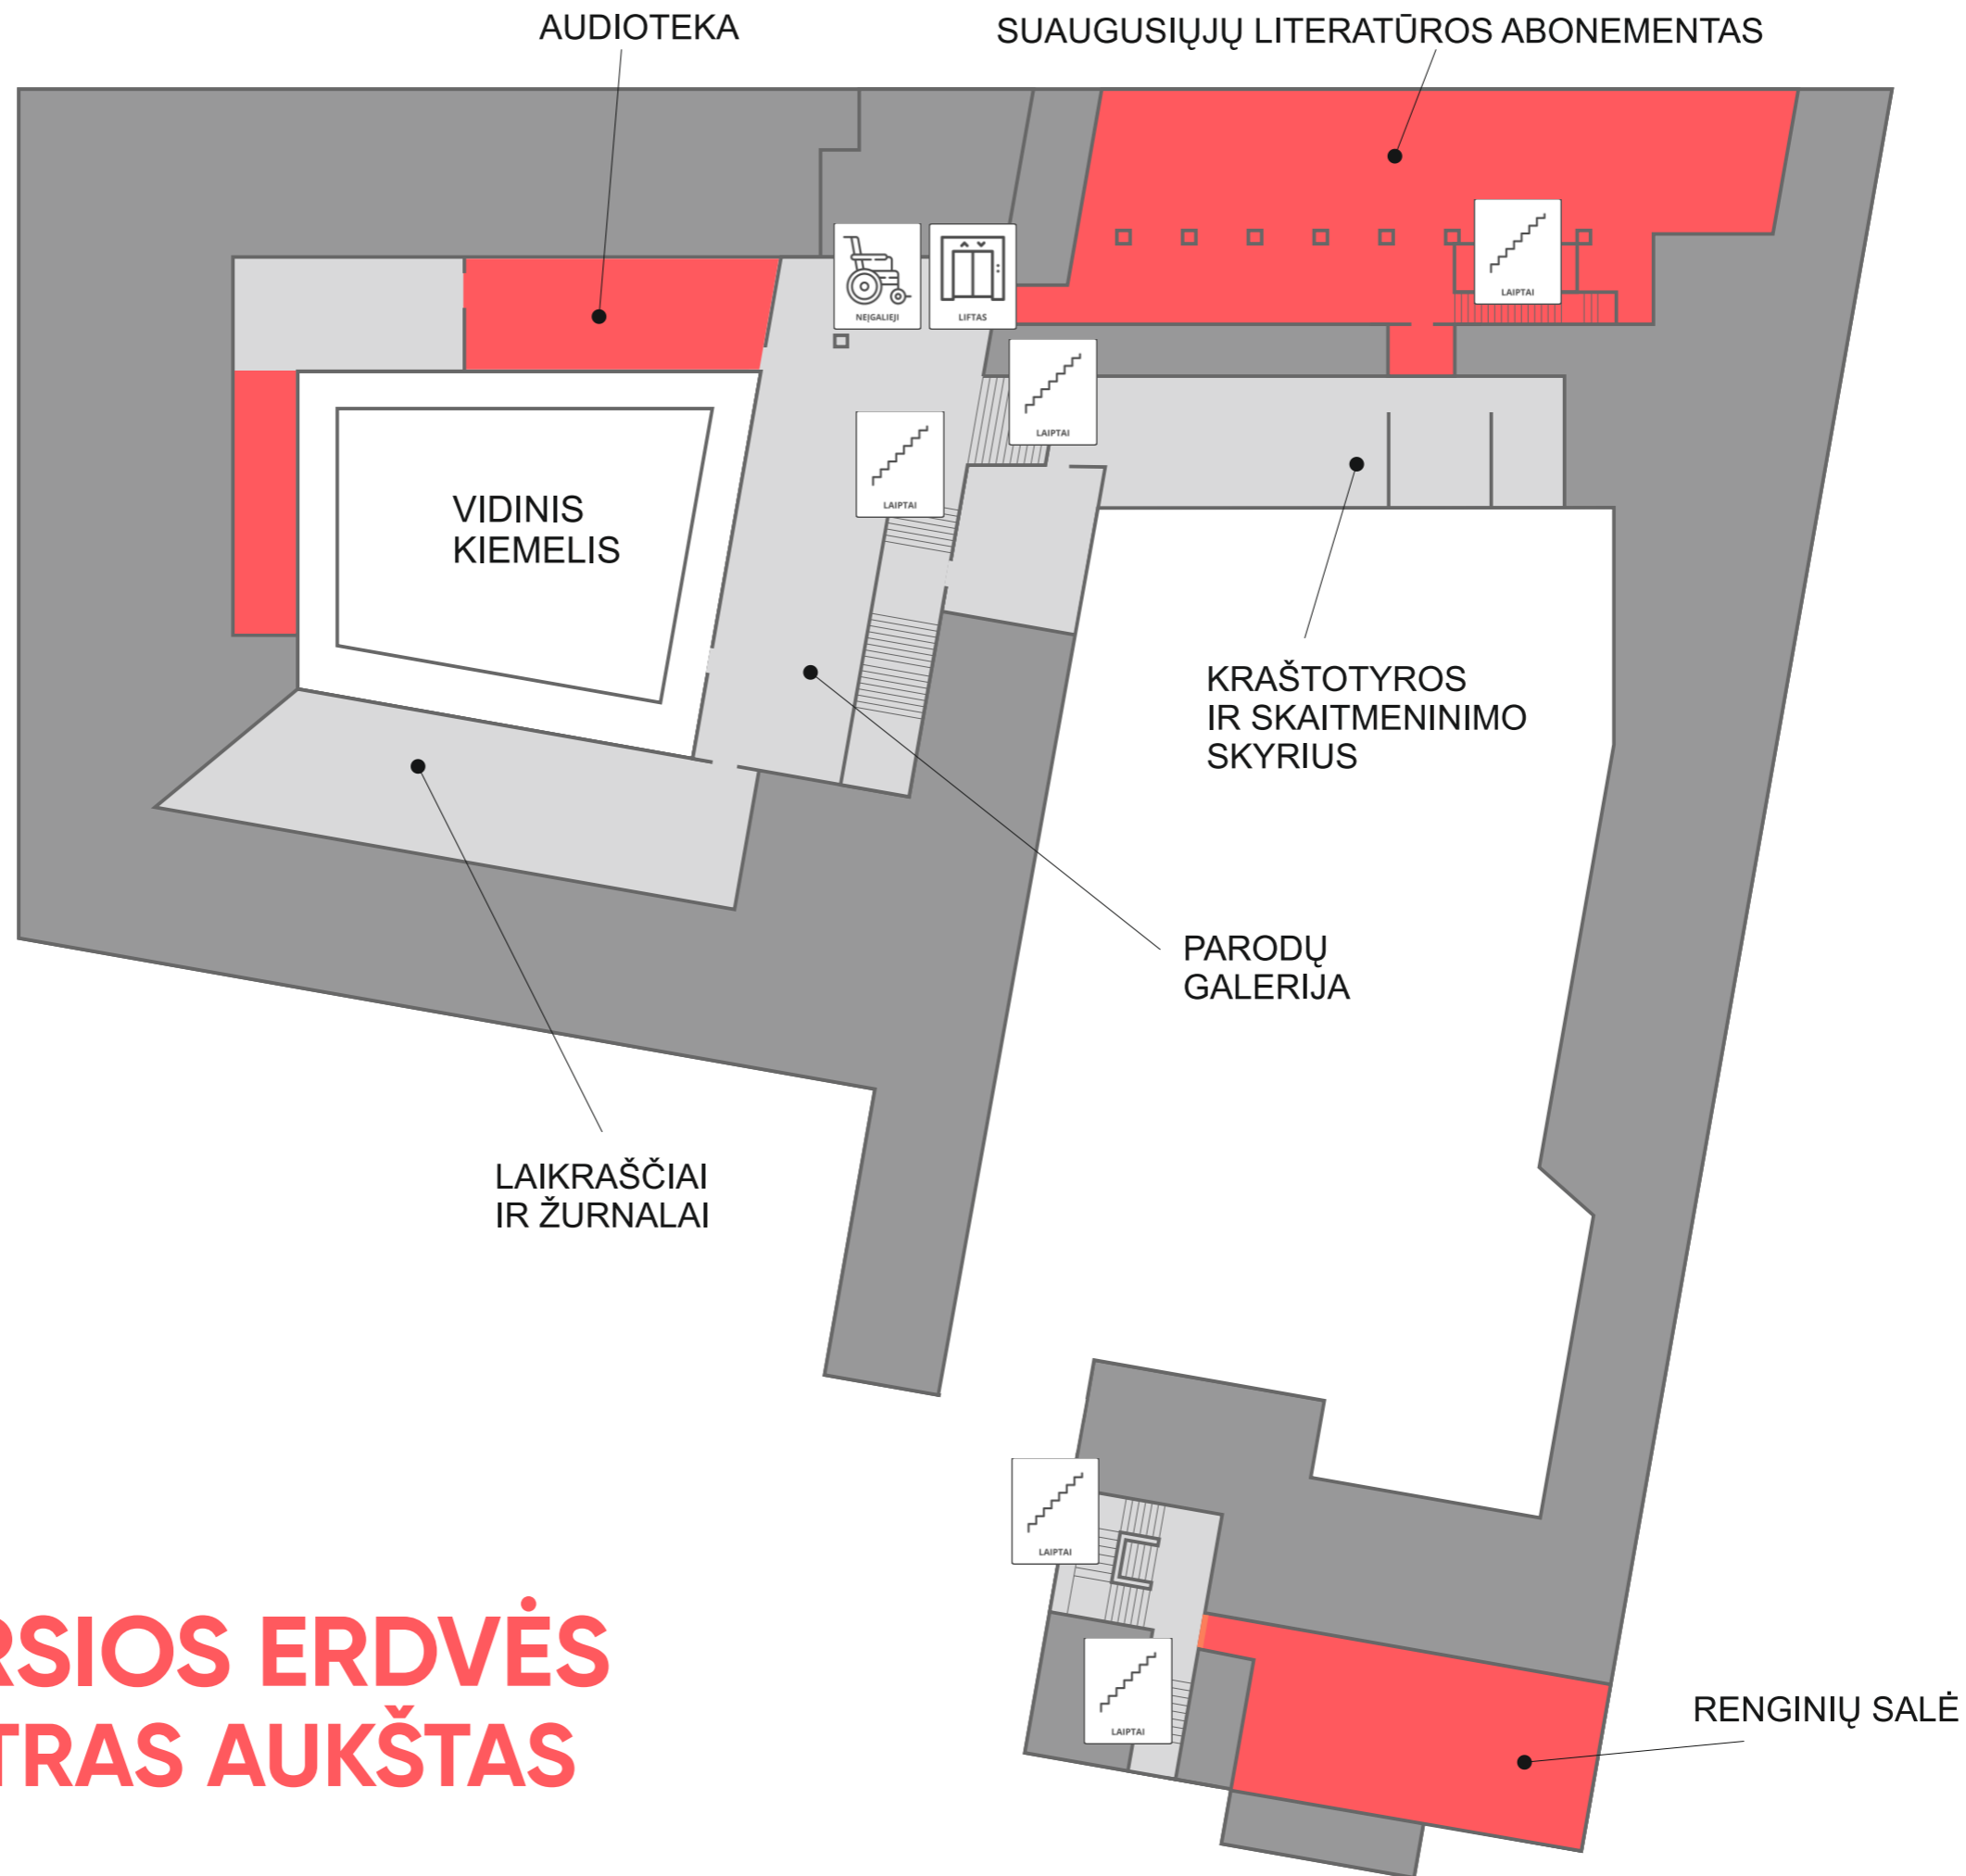 AUDIOTEKA
SUAUGUSIŲJŲ LITERATŪROS ABONEMENTAS
NEĮGALIEJI
LIFTAS
LAIPTAI
LAIPTAI
LAIPTAI
VIDINIS
KIEMELIS
KRAŠTOTYROS
IR SKAITMENINIMO
SKYRIUS
PARODŲ
GALERIJA
LAIKRAŠČIAI
IR ŽURNALAI
LAIPTAI
LAIPTAI
RSIOS ERDVĖS
TRAS AUKŠTAS
RENGINIŲ SALĖ